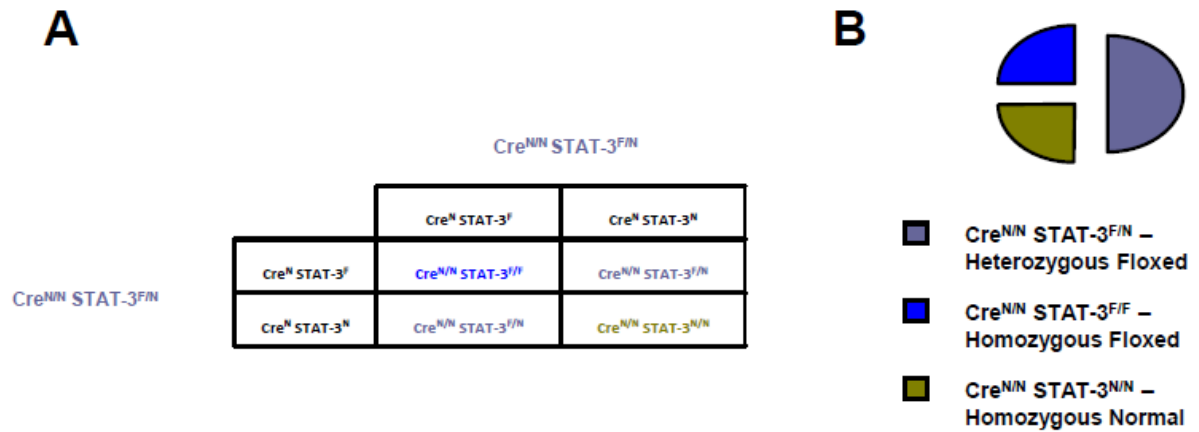 A
B
Cre^N/N STAT-3^F/N
Cre^N STAT-3^F Cre^N STAT-3^N
Cre^N STAT-3^F Cre^N/N STAT-3^F/F Cre^N/N STAT-3^F/N
Cre^N/N STAT-3^F/N
Cre^N STAT-3^N Cre^N/N STAT-3^F/N Cre^N/N STAT-3^N/N
Cre^N/N STAT-3^F/N –
Heterozygous Floxed
Cre^N/N STAT-3^F/F –
Homozygous Floxed
Cre^N/N STAT-3^N/N –
Homozygous Normal